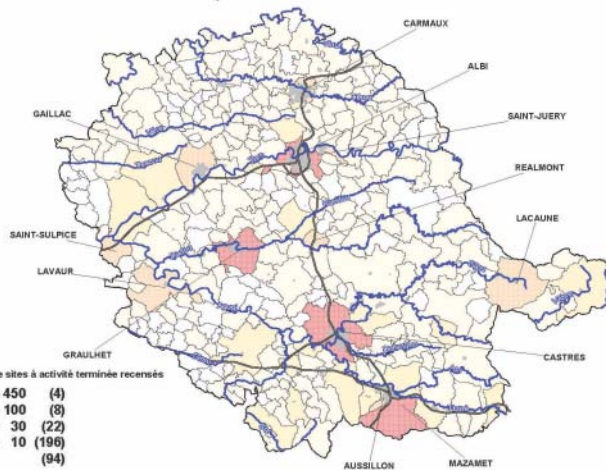 CARMAUX
ALBI
GAILLAC
SAINT-JUERY
REALMONT
LACAUNE
SAINT-SULPICE
LAVAUR
GRAULHET
CASTRES
e sites à activité terminée recensés
450 (4)
100 (8)
30 (22)
10 (196)
(94)
AUSSILLON
MAZAMET